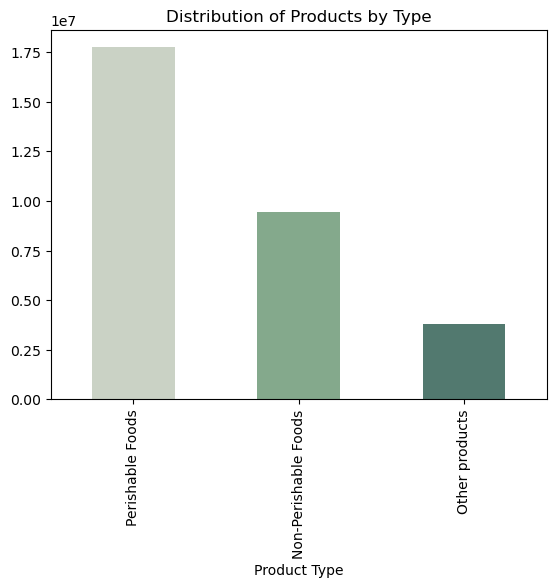 Distribution of Products by Type
1e7
1.75
1.50
1.25
1.00
0.75
0.50
0.25
0.00
Perishable Foods
Non-Perishable Foods
Other products
Product Type